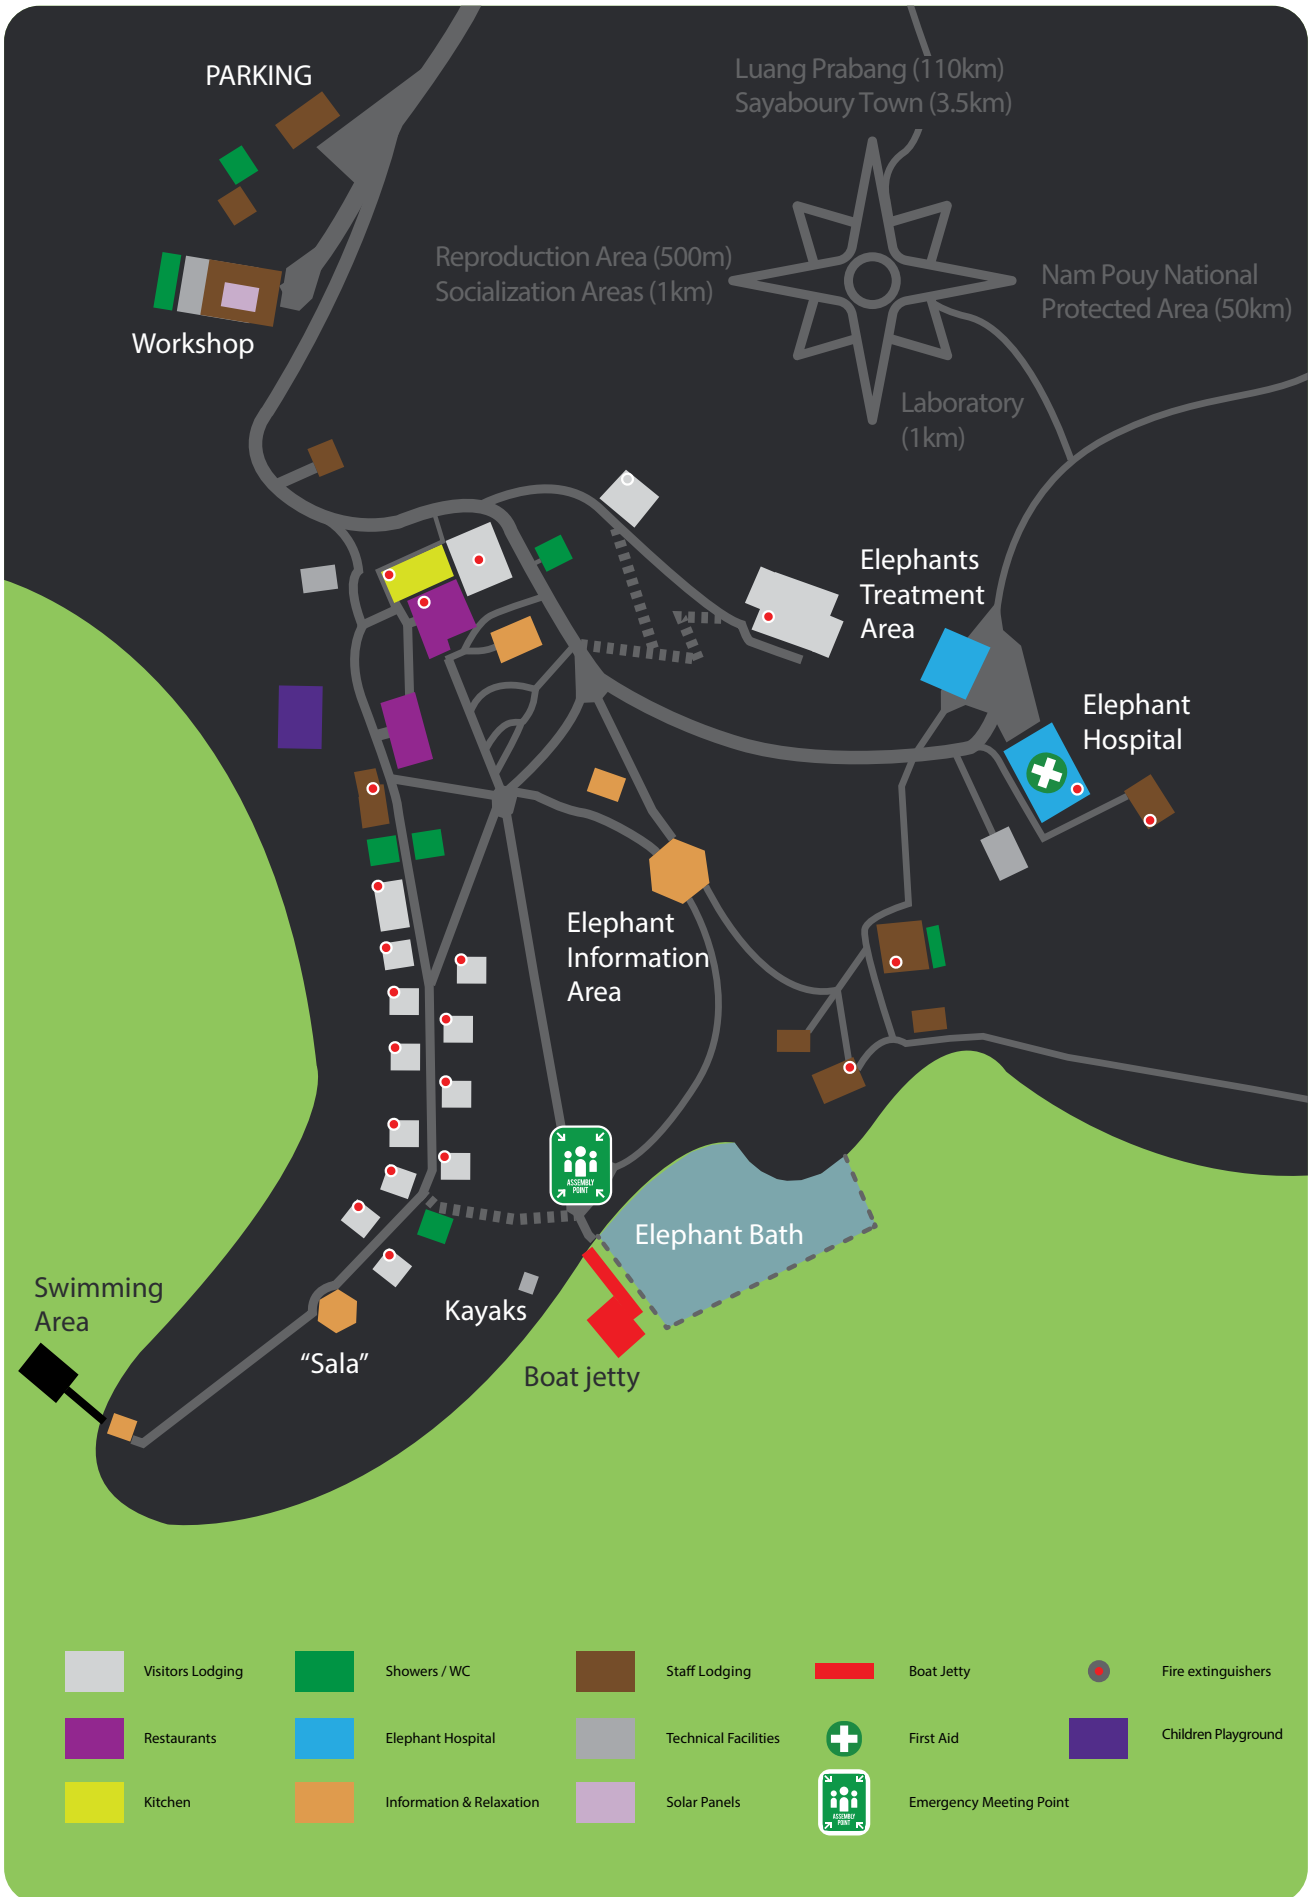 PARKING
Luang Prabang (110km)
Sayaboury Town (3.5km)
Reproduction Area (500m)
Socialization Areas (1km)
Nam Pouy National
Protected Area (50km)
Workshop
Laboratory
(1km)
Elephants
Treatment
Area
Elephant
Hospital
Elephant
Information
Area
ASSEMBLY
POINT
Elephant Bath
Swimming
Area
Kayaks
"Sala"
Boat jetty
Visitors Lodging
Showers / WC
Staff Lodging
Boat Jetty
Fire extinguishers
Restaurants
Elephant Hospital
Technical Facilities
First Aid
Children Playground
Kitchen
Information & Relaxation
Solar Panels
ASSEMBLY
POINT
Emergency Meeting Point